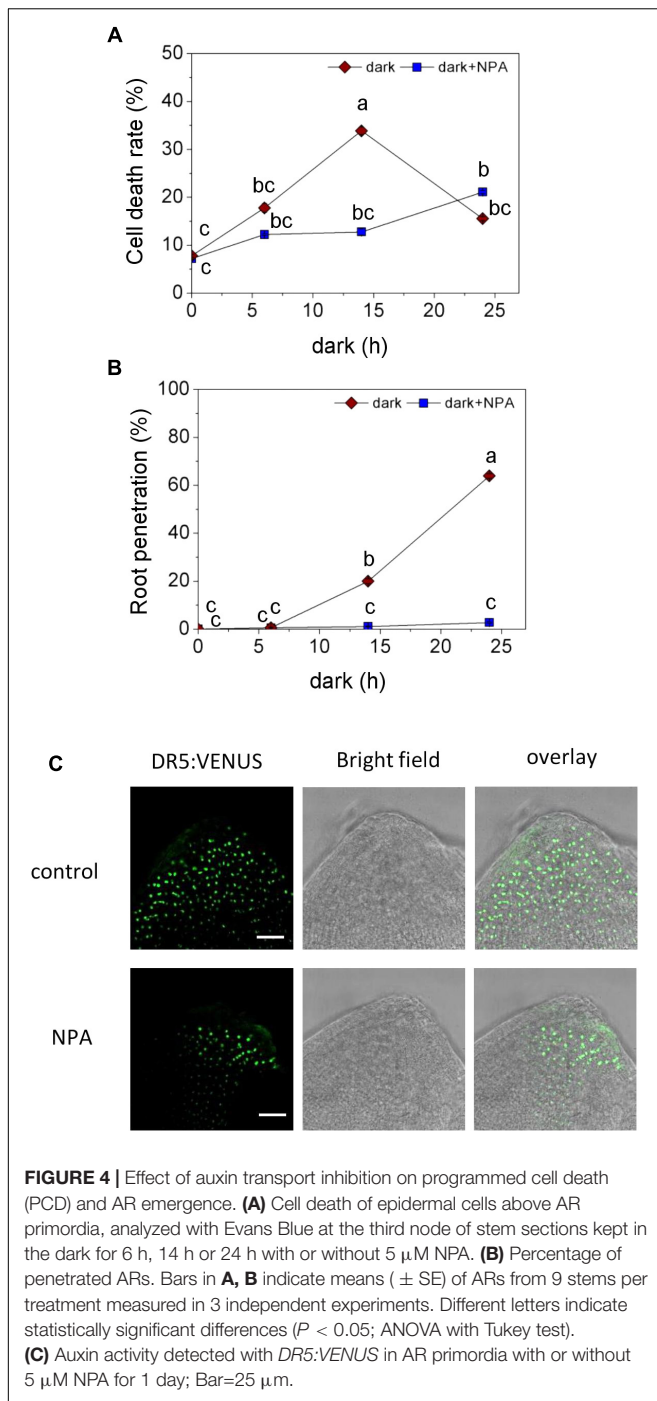 A
50
dark dark+NPA
40
a
30
Cell death rate (%)
b
20
bc
bc
bc bc
10
c
c
0
0 5 10 15 20 25
dark (h)
B
100
dark dark+NPA
80
a
60
Root penetration (%)
40
b
20
c c
c c c c
0
0 5 10 15 20 25
dark (h)
C
DR5:VENUS Bright field overlay
control
NPA
FIGURE 4 | Effect of auxin transport inhibition on programmed cell death
(PCD) and AR emergence. (A) Cell death of epidermal cells above AR
primordia, analyzed with Evans Blue at the third node of stem sections kept in
the dark for 6 h, 14 h or 24 h with or without 5 μM NPA. (B) Percentage of
penetrated ARs. Bars in A, B indicate means ( ± SE) of ARs from 9 stems per
treatment measured in 3 independent experiments. Different letters indicate
statistically significant differences (P < 0.05; ANOVA with Tukey test).
(C) Auxin activity detected with DR5:VENUS in AR primordia with or without
5 μM NPA for 1 day; Bar=25 μm.